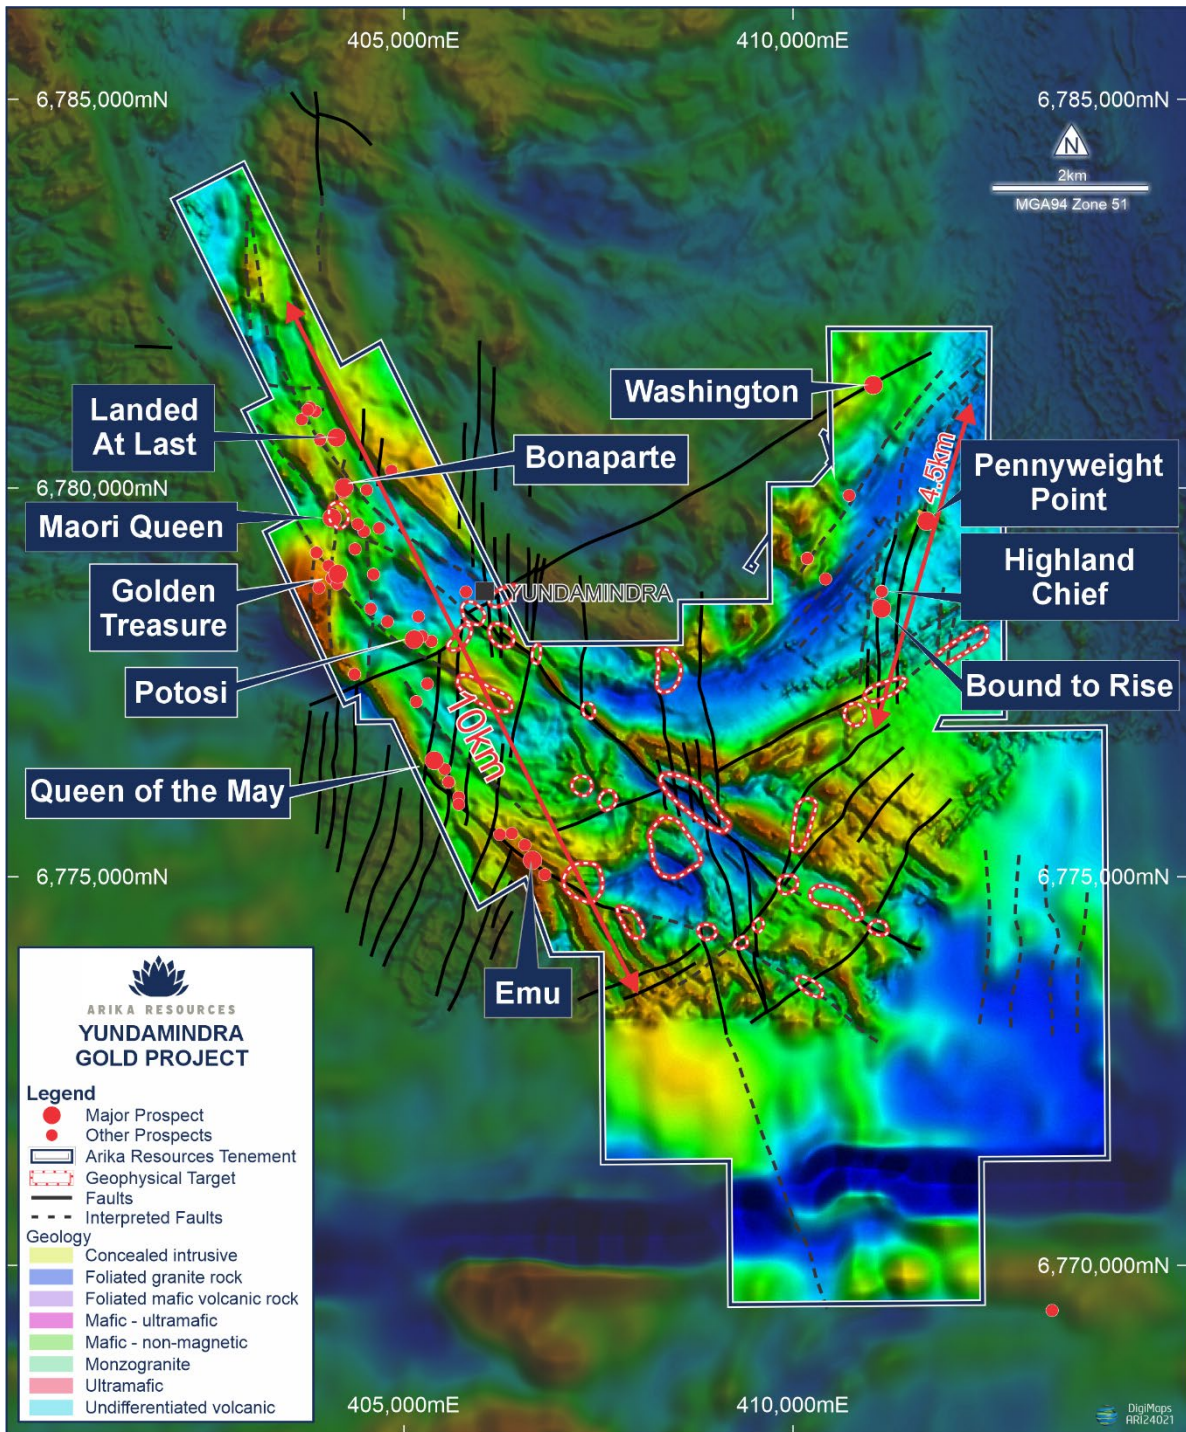 405,000mE
410,000mE
6,785,000mN
6,785,000mN
N
2km
MGA94 Zone 51
Landed
At Last
Washington
Bonaparte
4.5km
Pennyweight
Point
6,780,000mN
Maori Queen
Highland
Chief
Golden
Treasure
YUNDAMINDRA
Potosi
Bound to Rise
10km
Queen of the May
6,775,000mN
6,775,000mN
Emu
ARIKA RESOURCES
YUNDAMINDRA
GOLD PROJECT
Legend
Major Prospect
Other Prospects
Arika Resources Tenement
Geophysical Target
Faults
Interpreted Faults
Geology
Concealed intrusive
Foliated granite rock
Foliated mafic volcanic rock
Mafic - ultramafic
Mafic - non-magnetic
Monzogranite
Ultramafic
Undifferentiated volcanic
6,770,000mN
405,000mE
410,000mE
DigiMaps
ARI24021